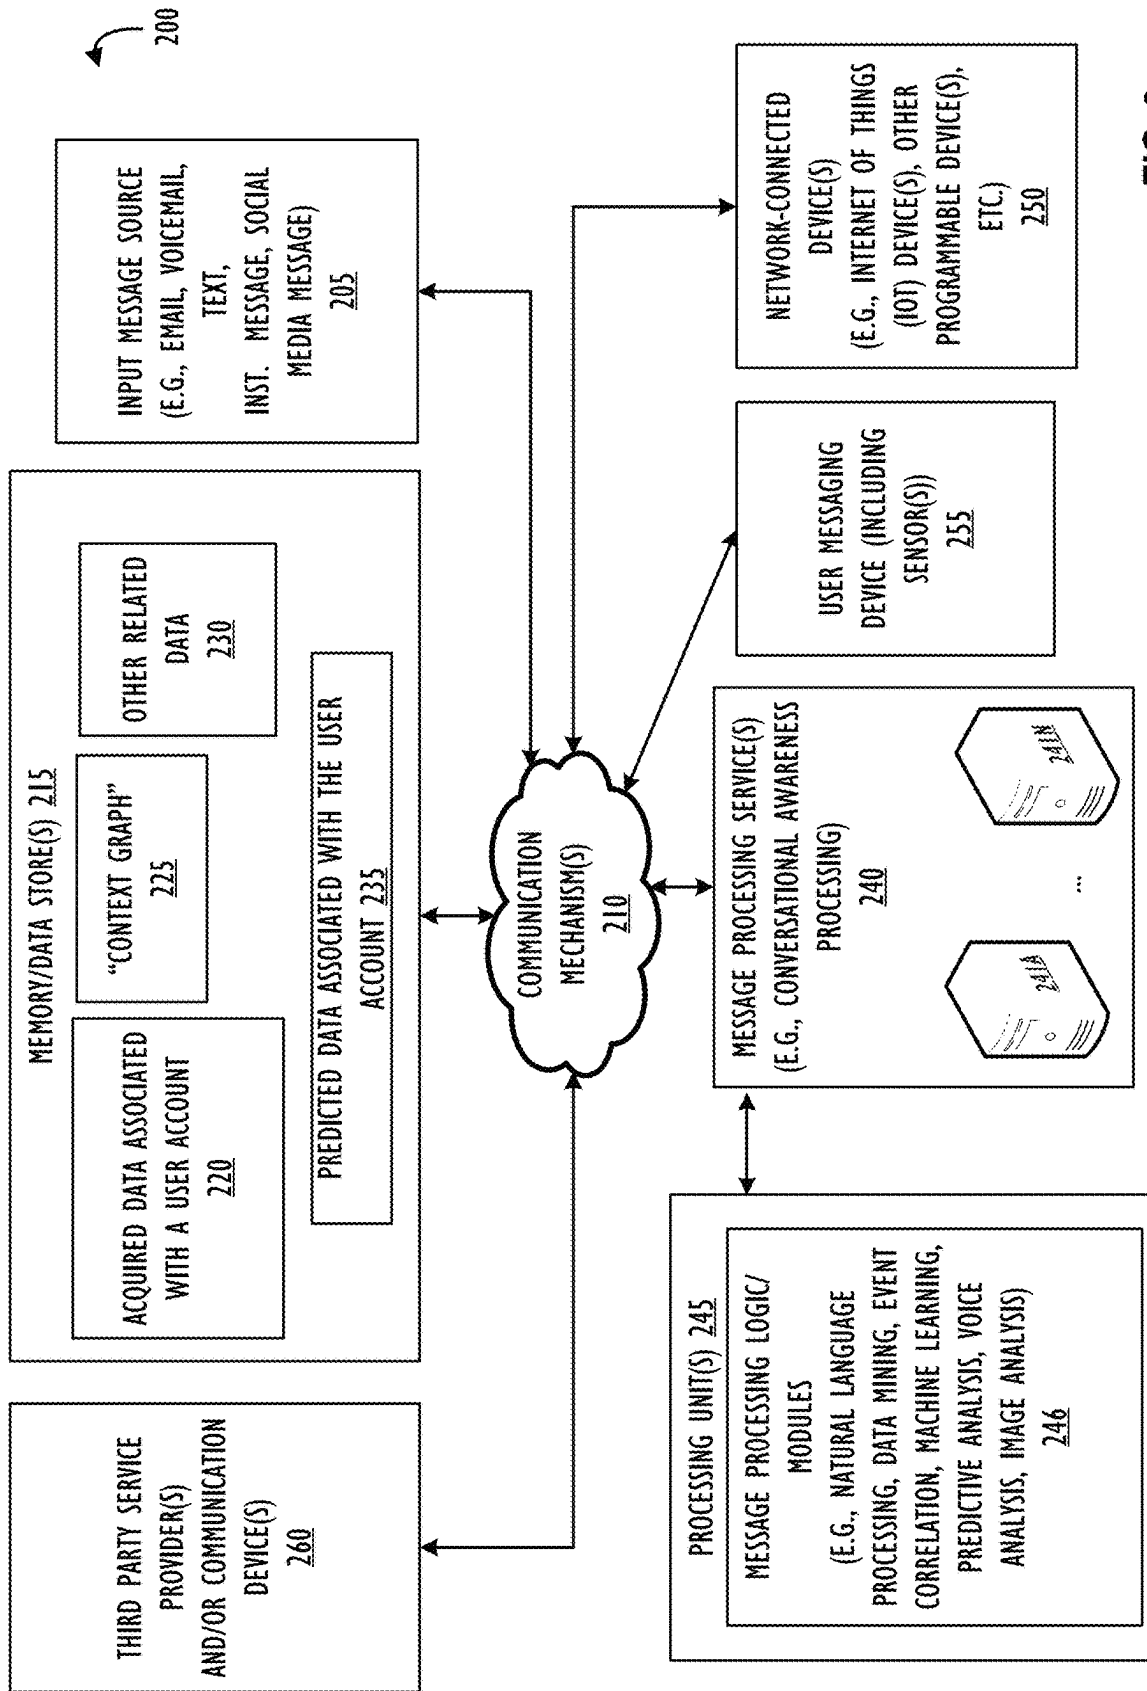 200
THIRD PARTY SERVICE
PROVIDER(S)
AND/OR COMMUNICATION
DEVICE(S)
260
MEMORY/DATA STORE(S) 215
ACQUIRED DATA ASSOCIATED
WITH A USER ACCOUNT
220
“CONTEXT GRAPH”
225
OTHER RELATED
DATA
230
PREDICTED DATA ASSOCIATED WITH THE USER
ACCOUNT 235
INPUT MESSAGE SOURCE
(E.G., EMAIL, VOICEMAIL,
TEXT,
INST. MESSAGE, SOCIAL
MEDIA MESSAGE)
205
COMMUNICATION
MECHANISM(S)
210
PROCESSING UNIT(S) 245
MESSAGE PROCESSING LOGIC/
MODULES
(E.G., NATURAL LANGUAGE
PROCESSING, DATA MINING, EVENT
CORRELATION, MACHINE LEARNING,
PREDICTIVE ANALYSIS, VOICE
ANALYSIS, IMAGE ANALYSIS)
246
MESSAGE PROCESSING SERVICE(S)
(E.G., CONVERSATIONAL AWARENESS
PROCESSING)
240
241A
...
241N
USER MESSAGING
DEVICE (INCLUDING
SENSOR(S))
255
NETWORK-CONNECTED
DEVICE(S)
(E.G., INTERNET OF THINGS
(IOT) DEVICE(S), OTHER
PROGRAMMABLE DEVICE(S),
ETC.)
250